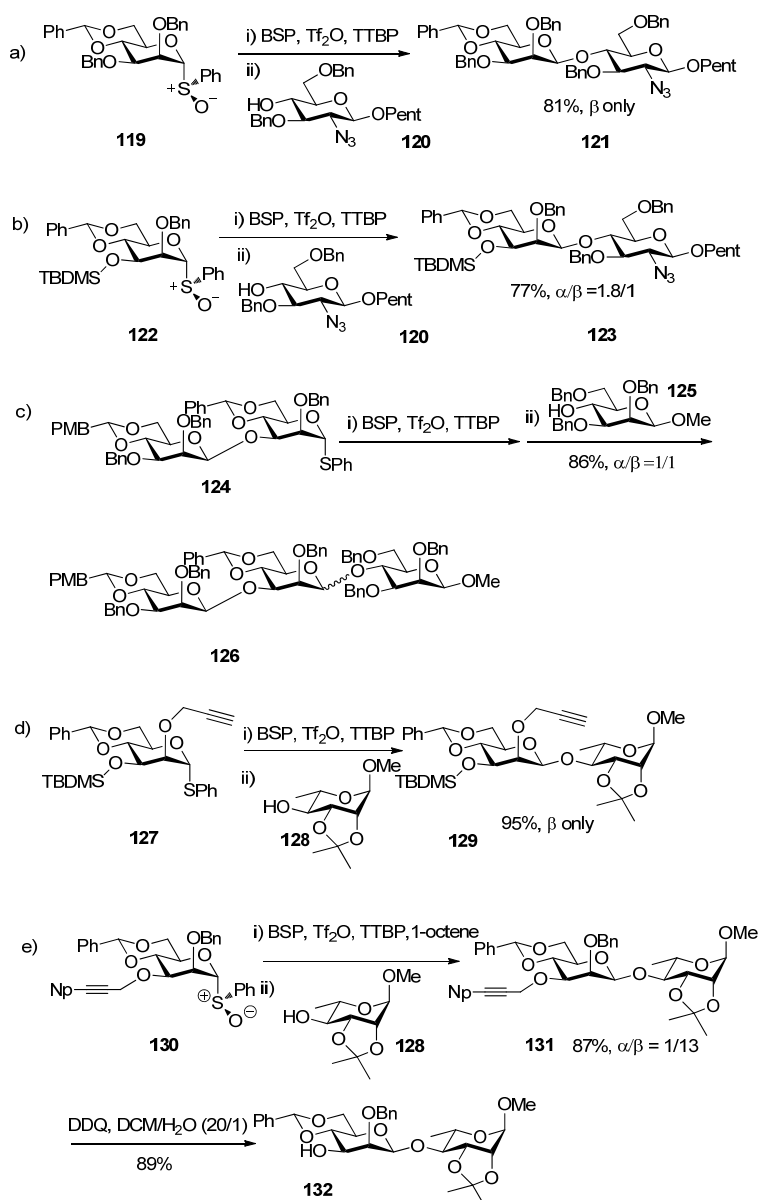 a)
Ph O O O OBn BnO S + Ph O −
119
i) BSP, Tf2O, TTBP
ii) OBn HO BnO O OPent N3
120
Ph O O BnO OBn O O OBn O BnO OPent N3
81%, β only
121
b)
Ph O O O OBn TBDMSO S + Ph O −
122
i) BSP, Tf2O, TTBP
ii) OBn HO BnO O OPent N3
120
Ph O O O OBn TBDMSO O OBn O BnO OPent N3
77%, α/β =1.8/1
123
c)
PMB O O BnO OBn O O Ph O O OBn O SPh
124
i) BSP, Tf2O, TTBP
ii) BnO OBn HO BnO O OMe
125
86%, α/β =1/1
PMB O O BnO OBn O O Ph O O OBn O O BnO OBn O BnO OMe
126
d)
Ph O O O O TBDMSO SPh
127
i) BSP, Tf2O, TTBP
ii) OMe O HO O O
128
Ph O O O O TBDMSO O OMe O O O
129
95%, β only
e)
Ph O O O OBn Np O S ⊕ Ph O ⊖
130
i) BSP, Tf2O, TTBP,1-octene
ii) OMe O HO O O
128
Ph O O O OBn Np O O OMe O O O
131
87%, α/β = 1/13
DDQ, DCM/H2O (20/1)
89%
Ph O O HO OBn O O OMe O O O
132